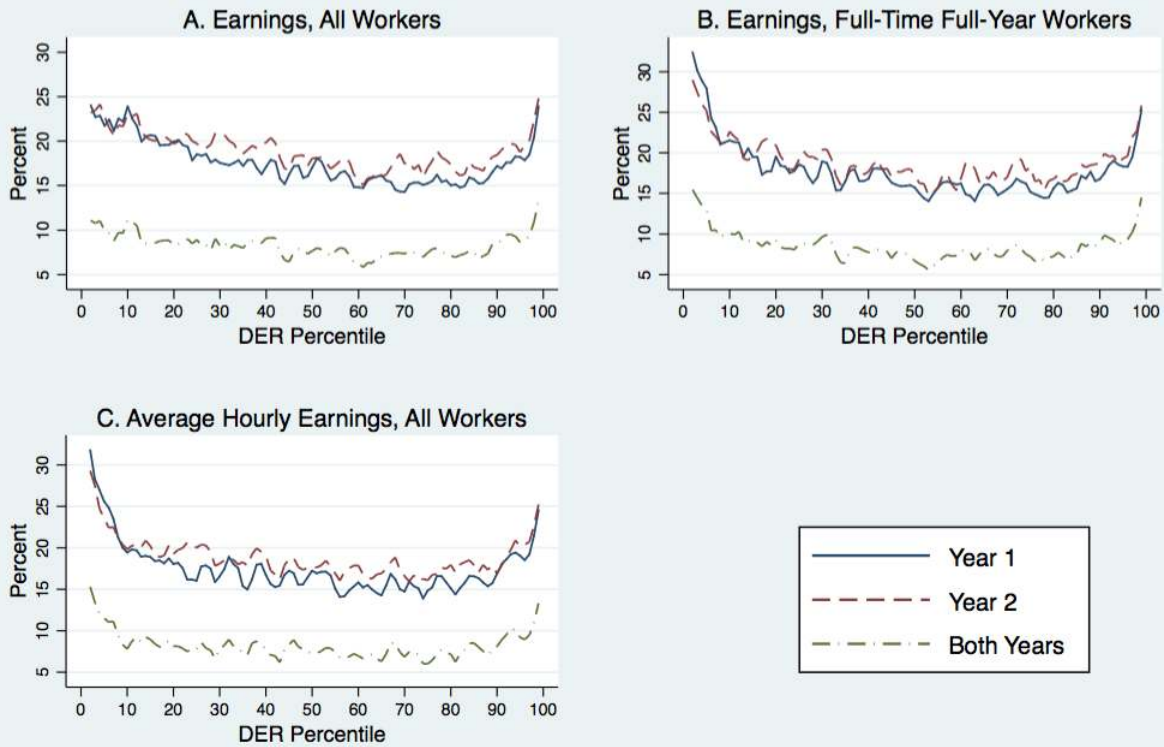 A. Earnings, All Workers
Percent
30
25
20
15
10
5
0 10 20 30 40 50 60 70 80 90 100
DER Percentile
B. Earnings, Full-Time Full-Year Workers
Percent
30
25
20
15
10
5
0 10 20 30 40 50 60 70 80 90 100
DER Percentile
C. Average Hourly Earnings, All Workers
Percent
30
25
20
15
10
5
0 10 20 30 40 50 60 70 80 90 100
DER Percentile
Year 1
Year 2
Both Years